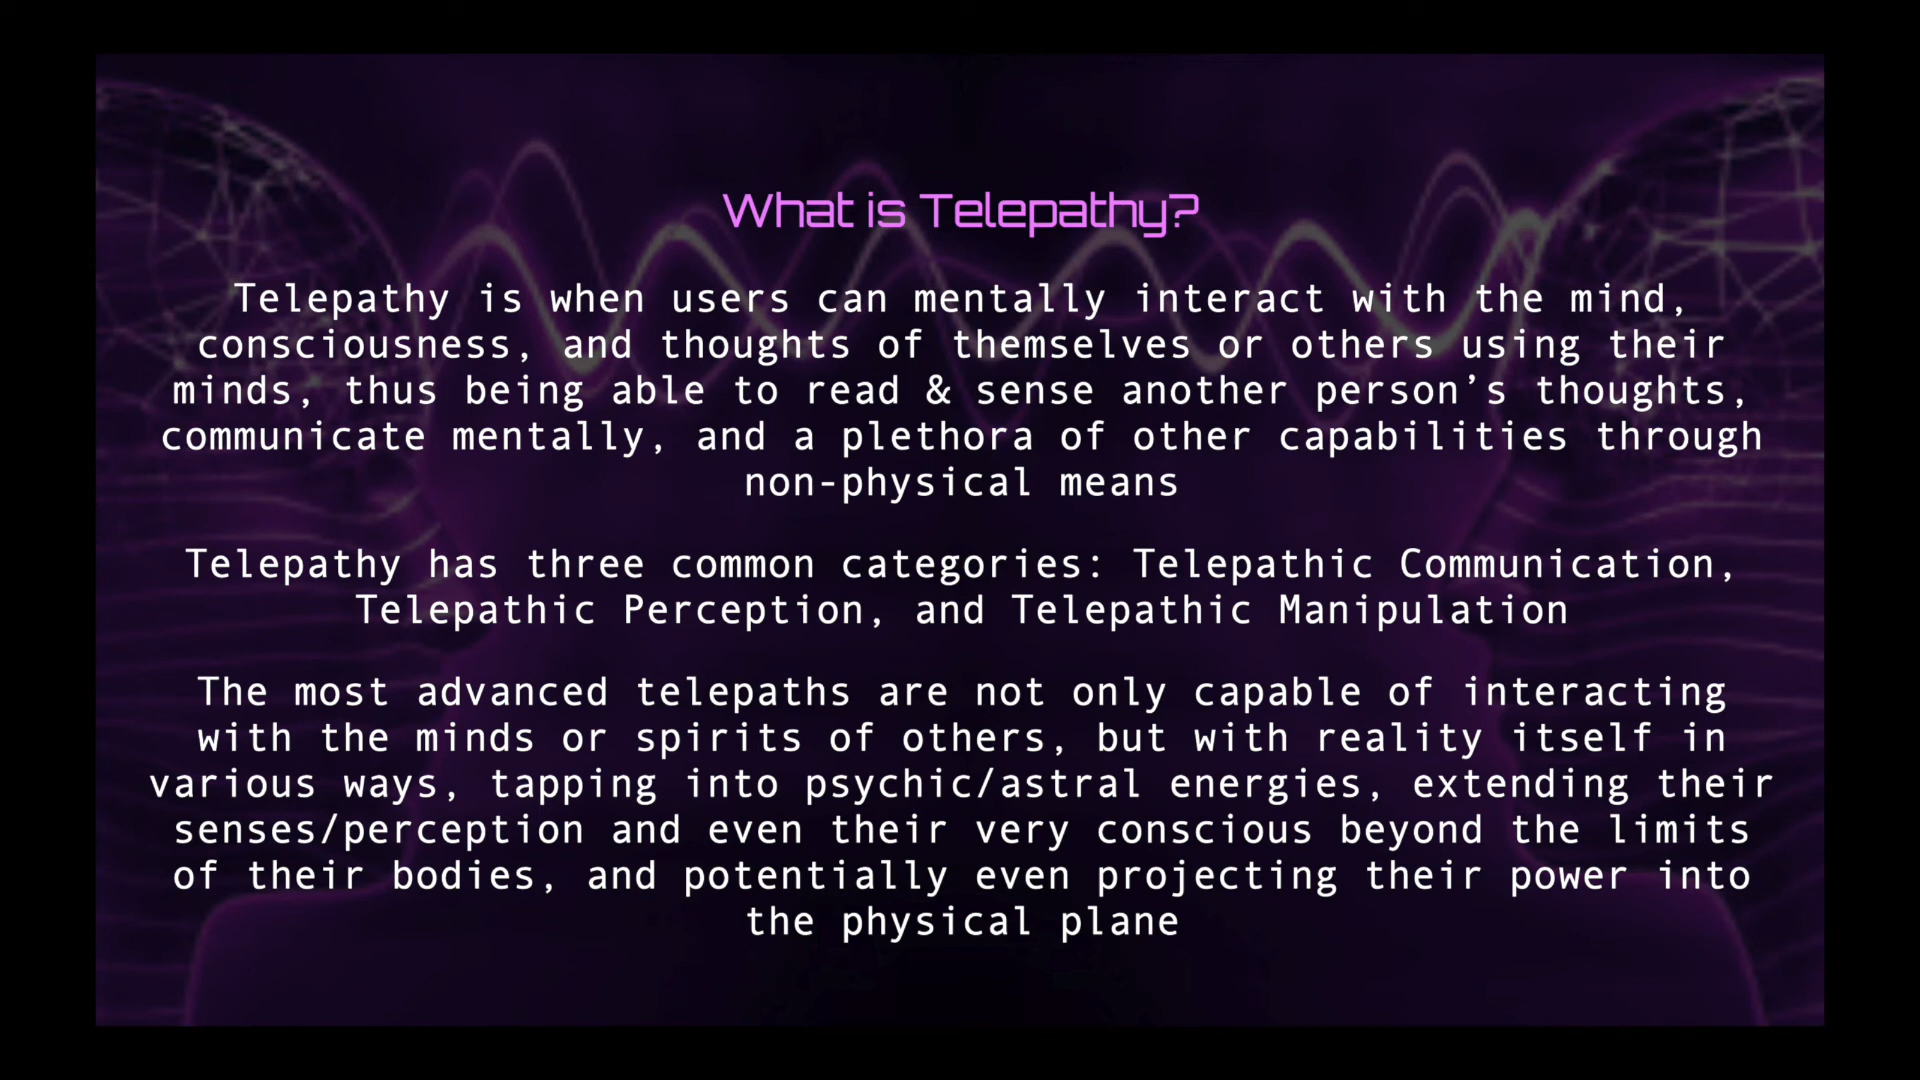 What is Telepathy?
Telepathy is when users can mentally interact with the mind,
consciousness, and thoughts of themselves or others using their
minds, thus being able to read & sense another person’s thoughts,
communicate mentally, and a plethora of other capabilities through
non-physical means
Telepathy has three common categories: Telepathic Communication,
Telepathic Perception, and Telepathic Manipulation
The most advanced telepaths are not only capable of interacting
with the minds or spirits of others, but with reality itself in
various ways, tapping into psychic/astral energies, extending their
senses/perception and even their very conscious beyond the limits
of their bodies, and potentially even projecting their power into
the physical plane